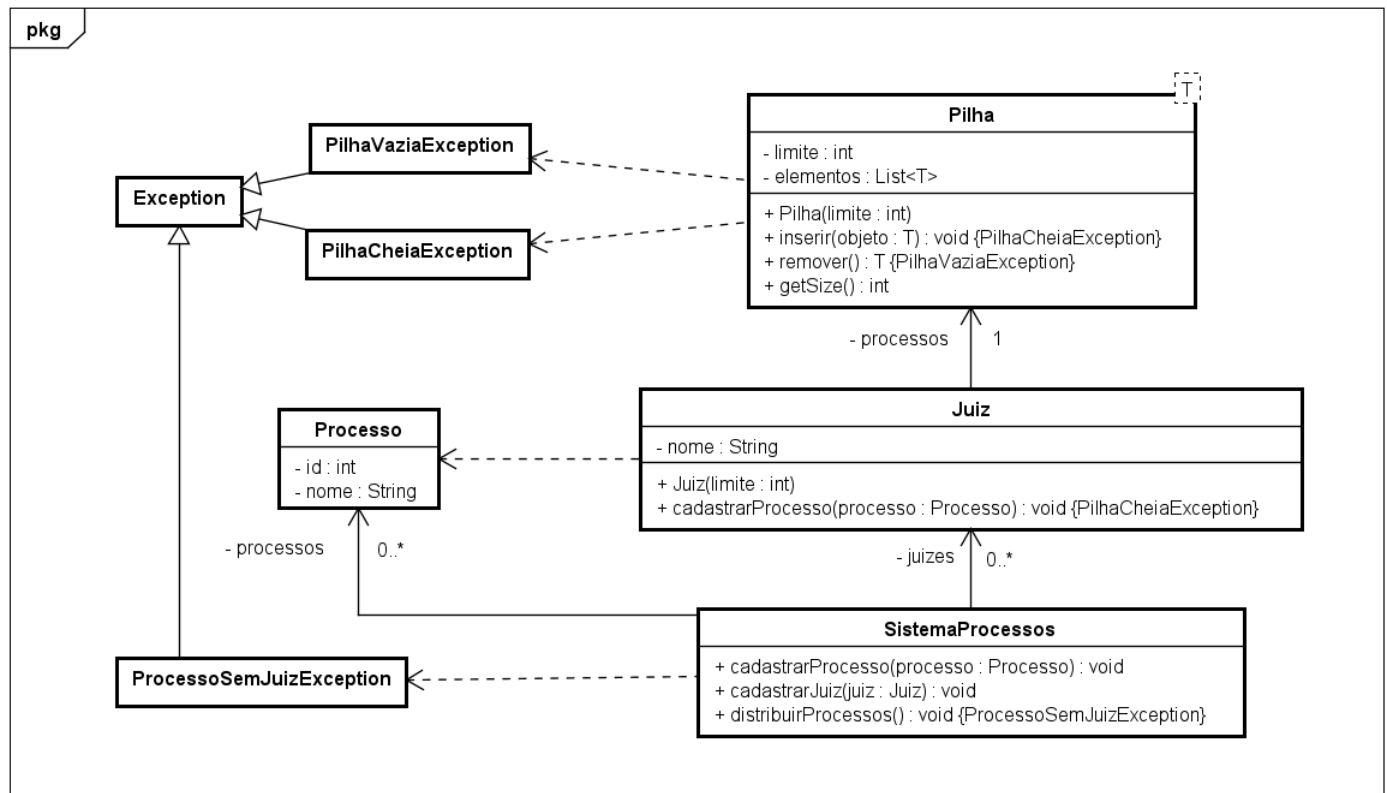 pkg
T
Pilha
- limite : int
- elementos : List<T>
+ Pilha(limite : int)
+ inserir(objeto : T) : void {PilhaCheiaException}
+ remover() : T {PilhaVaziaException}
+ getSize() : int
PilhaVaziaException
Exception
PilhaCheiaException
- processos
1
Juiz
- nome : String
+ Juiz(limite : int)
+ cadastrarProcesso(processo : Processo) : void {PilhaCheiaException}
Processo
- id : int
- nome : String
- processos
0..*
- juizes
0..*
SistemaProcessos
+ cadastrarProcesso(processo : Processo) : void
+ cadastrarJuiz(juiz : Juiz) : void
+ distribuirProcessos() : void {ProcessoSemJuizException}
ProcessoSemJuizException